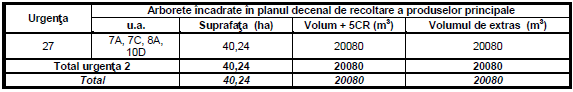 Urgența
Arborete încadrate în planul decenal de recoltare a produselor principale
u.a.
Suprafața (ha)
Volum + 5CR (m³)
Volumul de extras (m³)
27
7A, 7C, 8A,
10D
40,24
20080
20080
Total urgența 2
40,24
20080
20080
Total
40,24
20080
20080